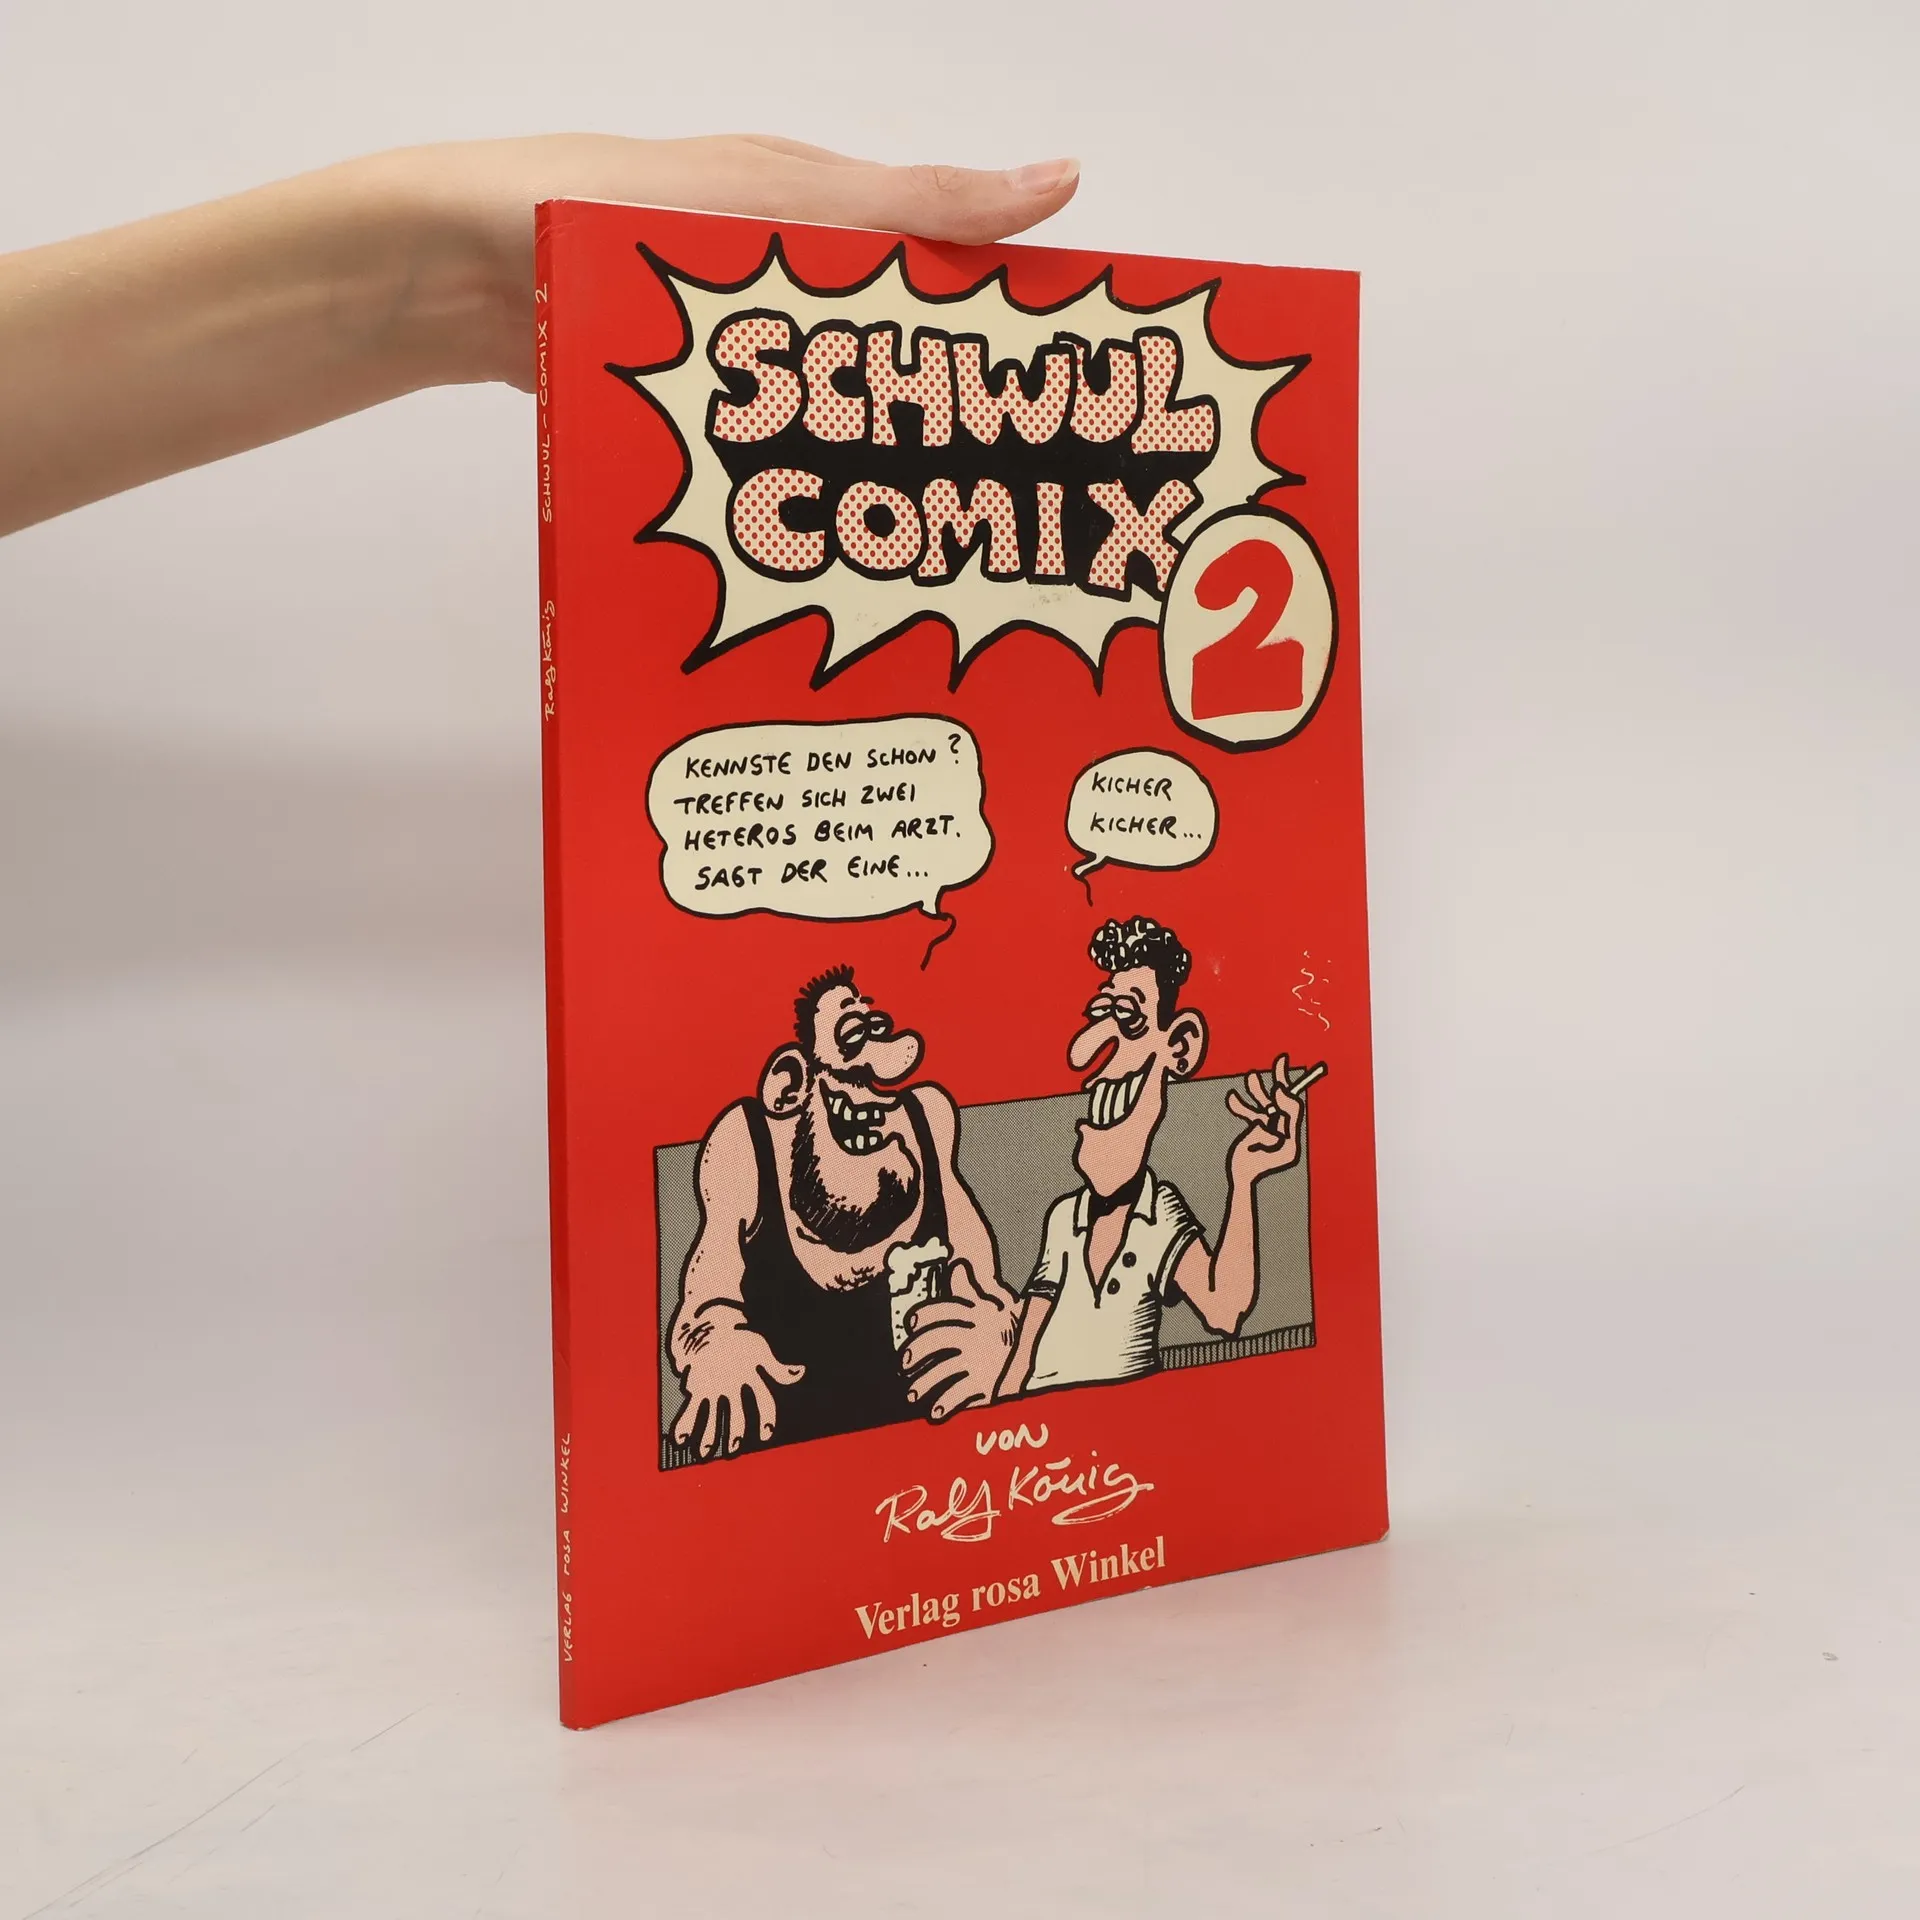 SCHWUL
COMIX
2
KENNSTE DEN SCHON?
TREFFEN SICH ZWEI
HETEROS BEIM ARZT.
SAGT DER EINE...
KICHER
KICHER...
VON
Ralf König
Verlag rosa Winkel
SCHWUL-COMIX 2
Ralf König
VERLAG rosa WINKEL